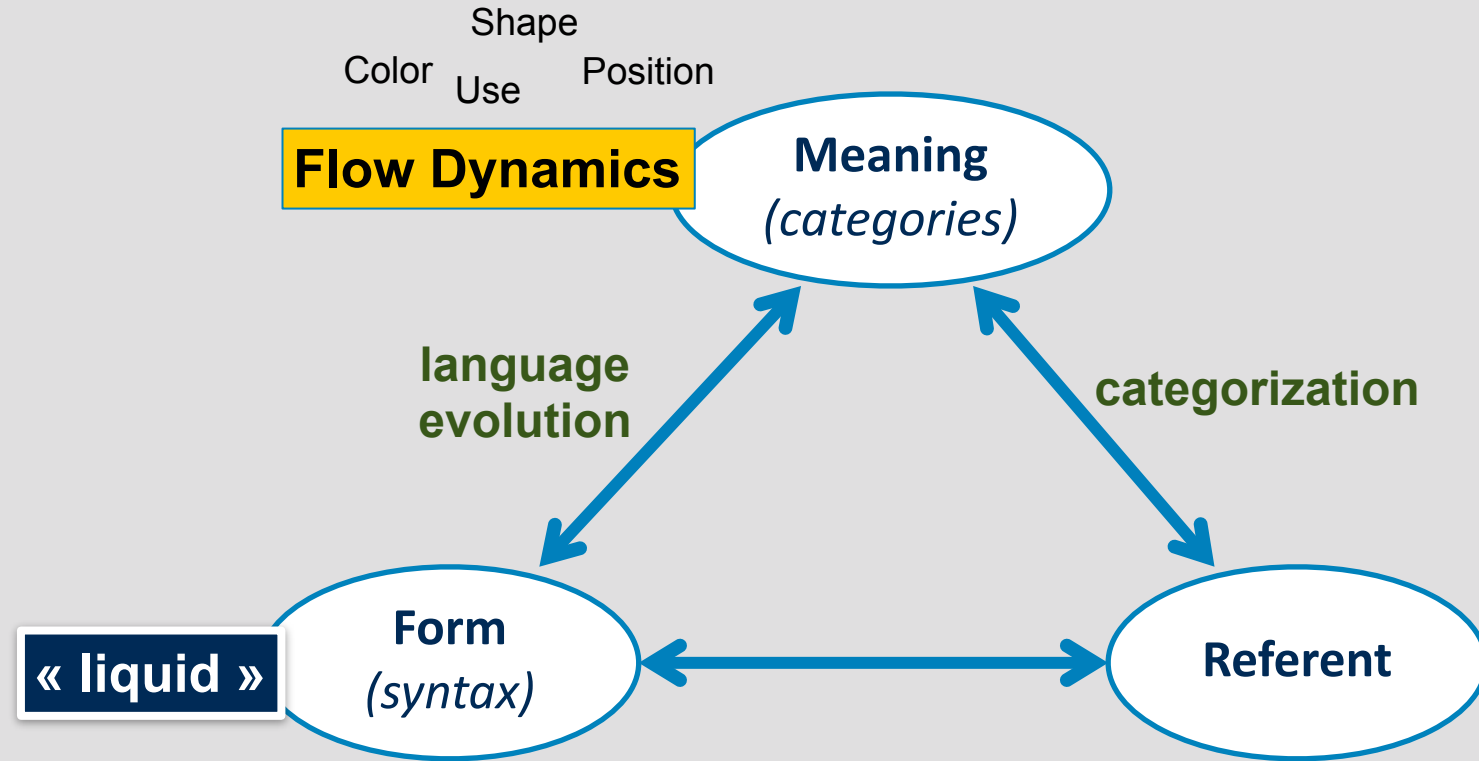 Shape
Color
Use
Position
Flow Dynamics
Meaning
(categories)
language
evolution
categorization
« liquid »
Form
(syntax)
Referent